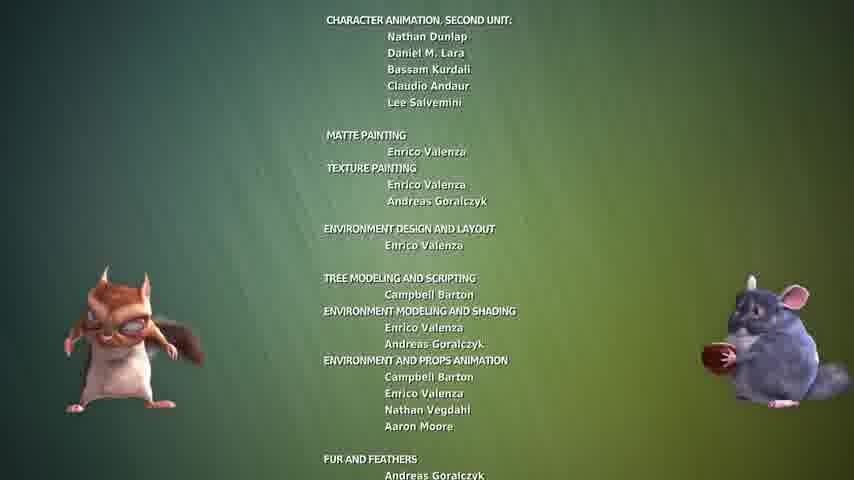 CHARACTER ANIMATION, SECOND UNIT:
Nathan Dunlap
Daniel M. Lara
Bassam Kurdali
Claudio Andaur
Lee Salvemini
MATTE PAINTING
Enrico Valenza
TEXTURE PAINTING
Enrico Valenza
Andreas Goralczyk
ENVIRONMENT DESIGN AND LAYOUT
Enrico Valenza
TREE MODELING AND SCRIPTING
Campbell Barton
ENVIRONMENT MODELING AND SHADING
Enrico Valenza
Andreas Goralczyk
ENVIRONMENT AND PROPS ANIMATION
Campbell Barton
Enrico Valenza
Nathan Vegdahl
Aaron Moore
FUR AND FEATHERS
Andreas Goralczyk